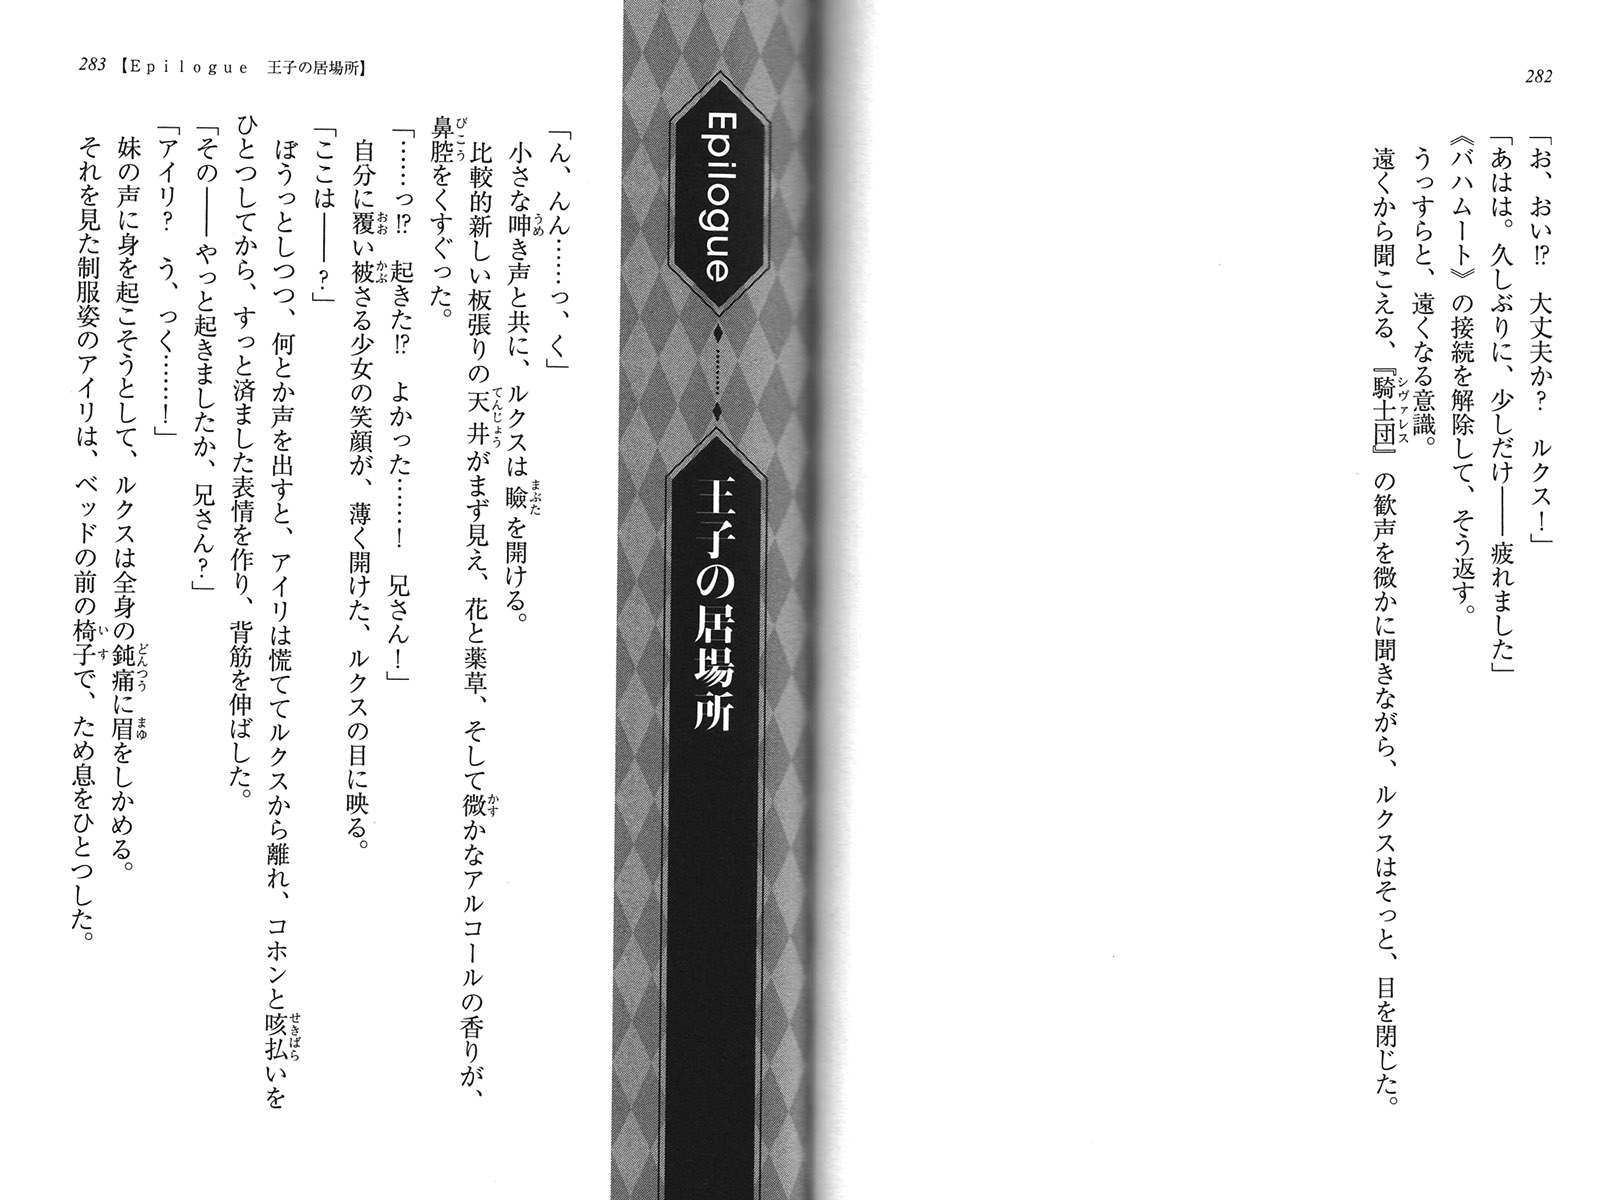 282
「お、おい⁉　大丈夫か？　ルクス！」
「あはは。久しぶりに、少しだけ――疲れました」
《バハムート》の接続を解除して、そう返す。
うっすらと、遠くなる意識。
遠くから聞こえる、『騎士団』の歓声を微かに聞きながら、ルクスはそっと、目を閉じた。
シヴァレス
Epilogue
王子の居場所
283【Epilogue　王子の居場所】
「ん、んん……っ、く」
小さな呻き声と共に、ルクスは瞼を開ける。
うめ
まぶた
比較的新しい板張りの天井がまず見え、花と薬草、そして微かなアルコールの香りが、
てんじょう
かす
鼻腔をくすぐった。
びこう
「……っ⁉　起きた⁉　よかった……！　兄さん！」
自分に覆い被さる少女の笑顔が、薄く開けた、ルクスの目に映る。
おお
かぶ
「ここは――？」
ぼうっとしつつ、何とか声を出すと、アイリは慌ててルクスから離れ、コホンと咳払いを
せきばら
ひとつしてから、すっと済ました表情を作り、背筋を伸ばした。
「その――やっと起きましたか、兄さん？」
「アイリ？　う、っく……！」
妹の声に身を起こそうとして、ルクスは全身の鈍痛に眉をしかめる。
どんつう
まゆ
それを見た制服姿のアイリは、ベッドの前の椅子で、ため息をひとつした。
いす